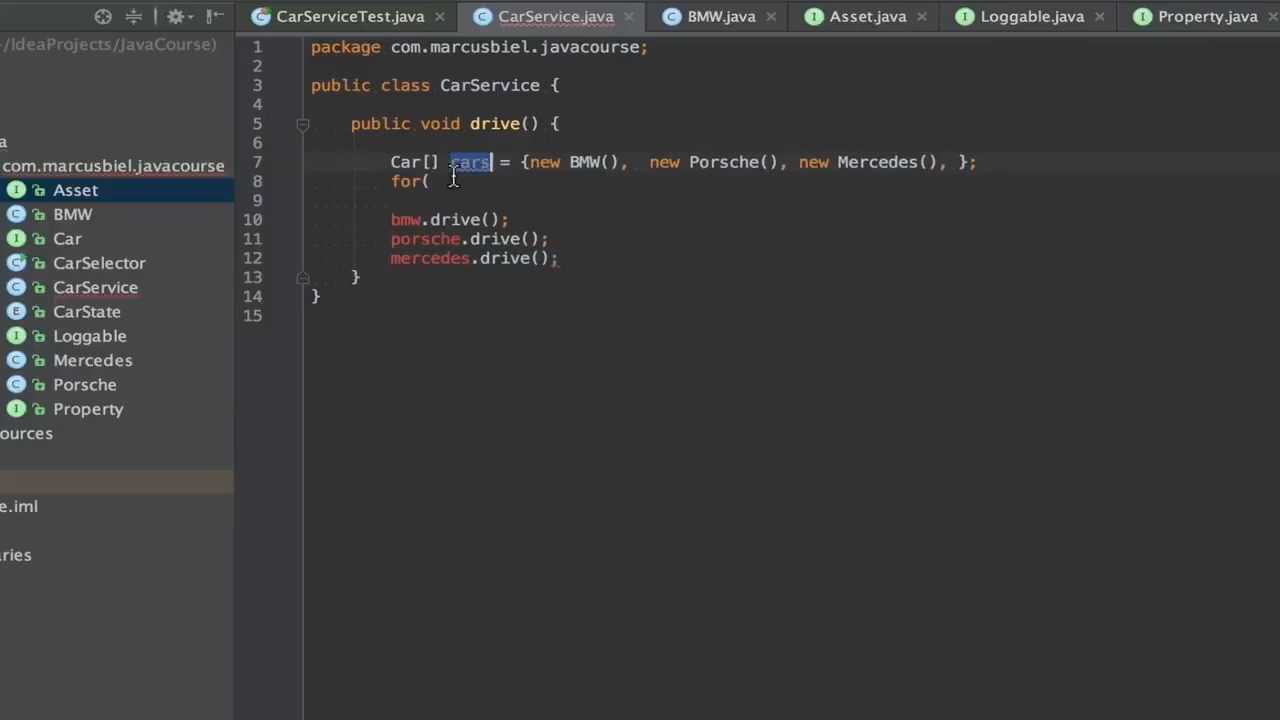 CarServiceTest.java
CarService.java
BMW.java
Asset.java
Loggable.java
Property.java
/IdeaProjects/JavaCourse)
a
com.marcusbiel.javacourse
I Asset
C BMW
I Car
C CarSelector
C CarService
E CarState
I Loggable
C Mercedes
C Porsche
I Property
ources
e.iml
aries
1 package com.marcusbiel.javacourse;
2
3 public class CarService {
4
5 public void drive() {
6
7 Car[] cars = {new BMW(),  new Porsche(), new Mercedes(), };
8 for(
9
10 bmw.drive();
11 porsche.drive();
12 mercedes.drive();
13 }
14 }
15